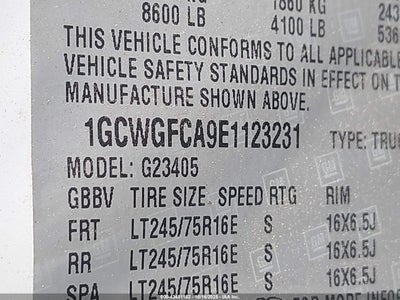 8600 LB 4100 LB 536
THIS VEHICLE CONFORMS TO ALL APPLICABLE
VEHICLE SAFETY STANDARDS IN EFFECT ON T
MANUFACTURE SHOWN ABOVE.
1GCWGFCA9E1123231 TYPE: TRU
MODEL: G23405
GBBV TIRE SIZE SPEED RTG RIM
FRT LT245/75R16E S 16X6.5J
RR LT245/75R16E S 16X6.5J
SPA LT245/75R16E S 16X6.5J